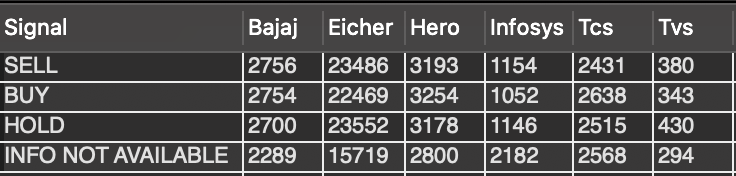 Signal Bajaj Eicher Hero Infosys Tcs Tvs
SELL 2756 23486 3193 1154 2431 380
BUY 2754 22469 3254 1052 2638 343
HOLD 2700 23552 3178 1146 2515 430
INFO NOT AVAILABLE 2289 15719 2800 2182 2568 294